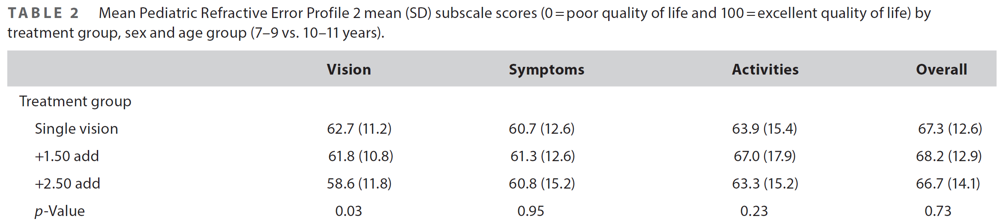 TABLE 2 Mean Pediatric Refractive Error Profile 2 mean (SD) subscale scores (0 = poor quality of life and 100 = excellent quality of life) by
treatment group, sex and age group (7–9 vs. 10–11 years).
Vision Symptoms Activities Overall
Treatment group
Single vision 62.7 (11.2) 60.7 (12.6) 63.9 (15.4) 67.3 (12.6)
+1.50 add 61.8 (10.8) 61.3 (12.6) 67.0 (17.9) 68.2 (12.9)
+2.50 add 58.6 (11.8) 60.8 (15.2) 63.3 (15.2) 66.7 (14.1)
p-Value 0.03 0.95 0.23 0.73